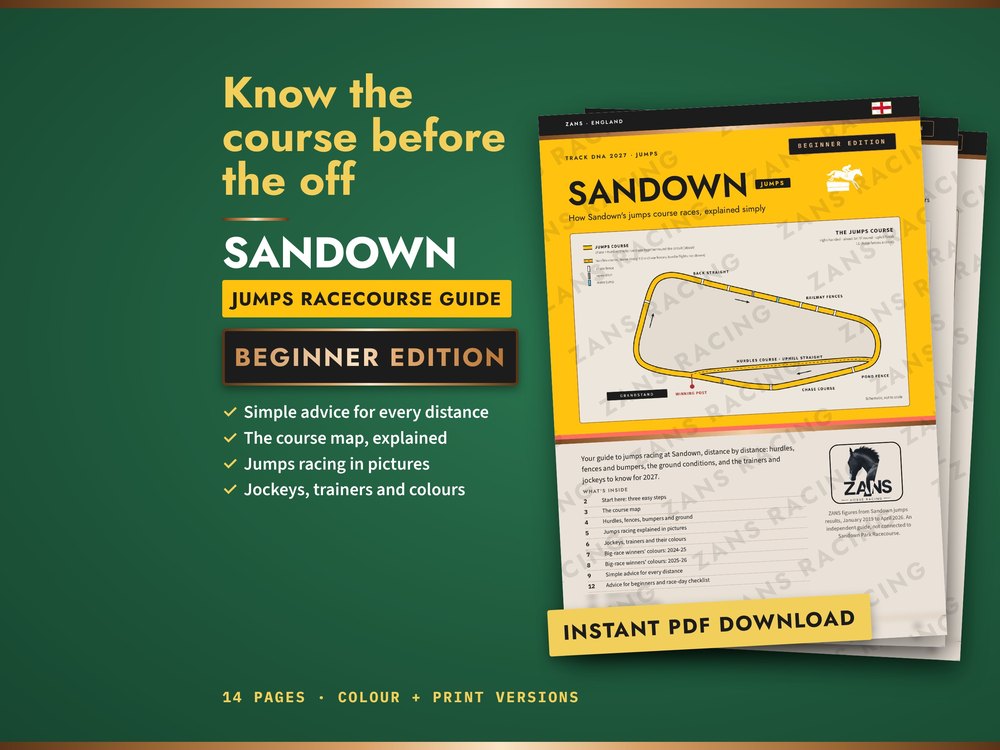 Know the
course before
the off
SANDOWN
JUMPS RACECOURSE GUIDE
BEGINNER EDITION
Simple advice for every distance
The course map, explained
Jumps racing in pictures
Jockeys, trainers and colours
14 PAGES · COLOUR + PRINT VERSIONS
ZANS · ENGLAND
BEGINNER EDITION
TRACK DNA 2027 · JUMPS
SANDOWN JUMPS
How Sandown's jumps course races, explained simply
JUMPS COURSE
THE JUMPS COURSE
BACK STRAIGHT
RAILWAY FENCES
HURDLES COURSE · UPHILL STRAIGHT
POND FENCE
CHASE COURSE
GRANDSTAND
WINNING POST
Schematic, not to scale
Your guide to jumps racing at Sandown, distance by distance: hurdles,
fences and bumpers, the ground conditions, and the trainers and
jockeys to know for 2027.
WHAT'S INSIDE
2 Start here: three easy steps
3 The course map
4 Hurdles, fences, bumpers and ground
5 Jumps racing explained in pictures
6 Jockeys, trainers and their colours
7 Big-race winners' colours: 2024-25
8 Big-race winners' colours: 2025-26
9 Simple advice for every distance
12 Advice for beginners and race-day checklist
ZANS
HORSE RACING
ZANS figures from Sandown jumps
results, January 2019 to April 2026. An
independent guide, not connected to
Sandown Park Racecourse.
ZANS RACING
INSTANT PDF DOWNLOAD